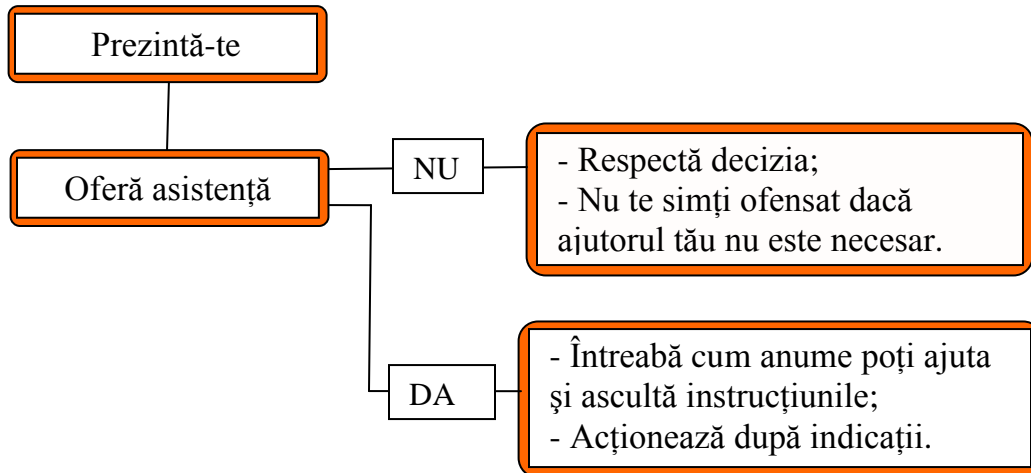 Prezintă-te
Oferă asistență
NU
- Respectă decizia;
- Nu te simți ofensat dacă
ajutorul tău nu este necesar.
DA
- Întreabă cum anume poți ajuta
şi ascultă instrucțiunile;
- Acționează după indicații.